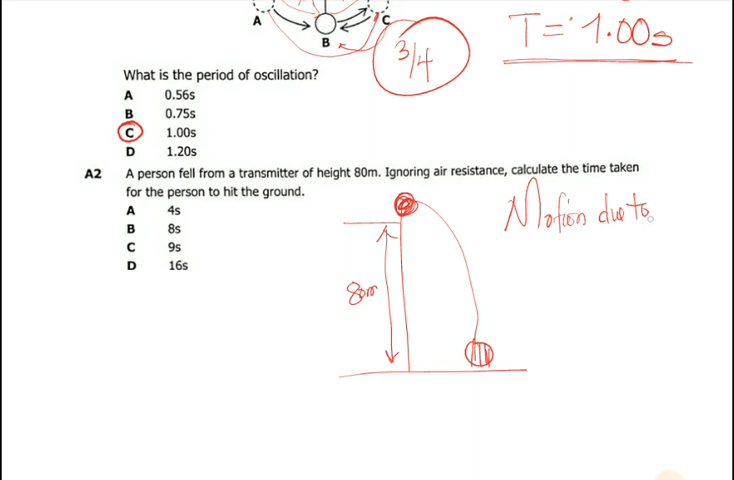 A
C
B
3/4
T = 1.00s
What is the period of oscillation?
A 0.56s
B 0.75s
C 1.00s
D 1.20s
A2 A person fell from a transmitter of height 80m. Ignoring air resistance, calculate the time taken
for the person to hit the ground.
A 4s
B 8s
C 9s
D 16s
Motion due to
80m